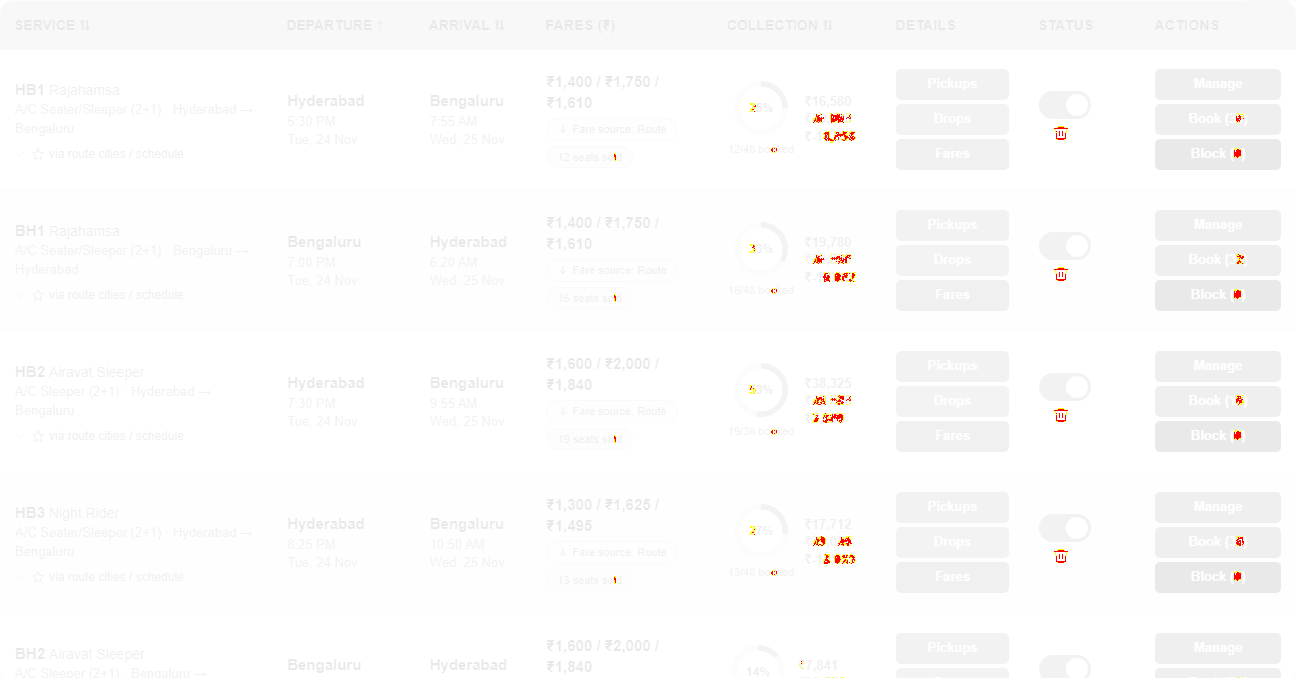 SERVICE ⇅ DEPARTURE ↑ ARRIVAL ⇅ FARES (₹) COLLECTION ⇅ DETAILS STATUS ACTIONS
HB1 Rajahamsa
A/C Seater/Sleeper (2+1) · Hyderabad →
Bengaluru
via route cities / schedule
Hyderabad
5:30 PM
Tue, 24 Nov
Bengaluru
7:55 AM
Wed, 25 Nov
₹1,400 / ₹1,750 /
₹1,610
↓ Fare source: Route
12 seats
12/40
₹16,580
Pickups
Drops
Fares
Manage
Book
Block
BH1 Rajahamsa
A/C Seater/Sleeper (2+1) · Bengaluru →
Hyderabad
via route cities / schedule
Bengaluru
7:00 PM
Tue, 24 Nov
Hyderabad
6:20 AM
Wed, 25 Nov
₹1,400 / ₹1,750 /
₹1,610
↓ Fare source: Route
16 seats
16/40
₹19,780
Pickups
Drops
Fares
Manage
Book
Block
HB2 Airavat Sleeper
A/C Sleeper (2+1) · Hyderabad →
Bengaluru
via route cities / schedule
Hyderabad
7:30 PM
Tue, 24 Nov
Bengaluru
9:55 AM
Wed, 25 Nov
₹1,600 / ₹2,000 /
₹1,840
↓ Fare source: Route
19 seats
19/36
₹38,325
Pickups
Drops
Fares
Manage
Book
Block
HB3 Night Rider
A/C Seater/Sleeper (2+1) · Hyderabad →
Bengaluru
via route cities / schedule
Hyderabad
8:25 PM
Tue, 24 Nov
Bengaluru
10:50 AM
Wed, 25 Nov
₹1,300 / ₹1,625 /
₹1,495
↓ Fare source: Route
13 seats
13/40
₹17,712
Pickups
Drops
Fares
Manage
Book
Block
BH2 Airavat Sleeper
A/C Sleeper (2+1) · Bengaluru →
Bengaluru
Hyderabad
₹1,600 / ₹2,000 /
₹1,840
14%
₹7,841
Pickups
Manage